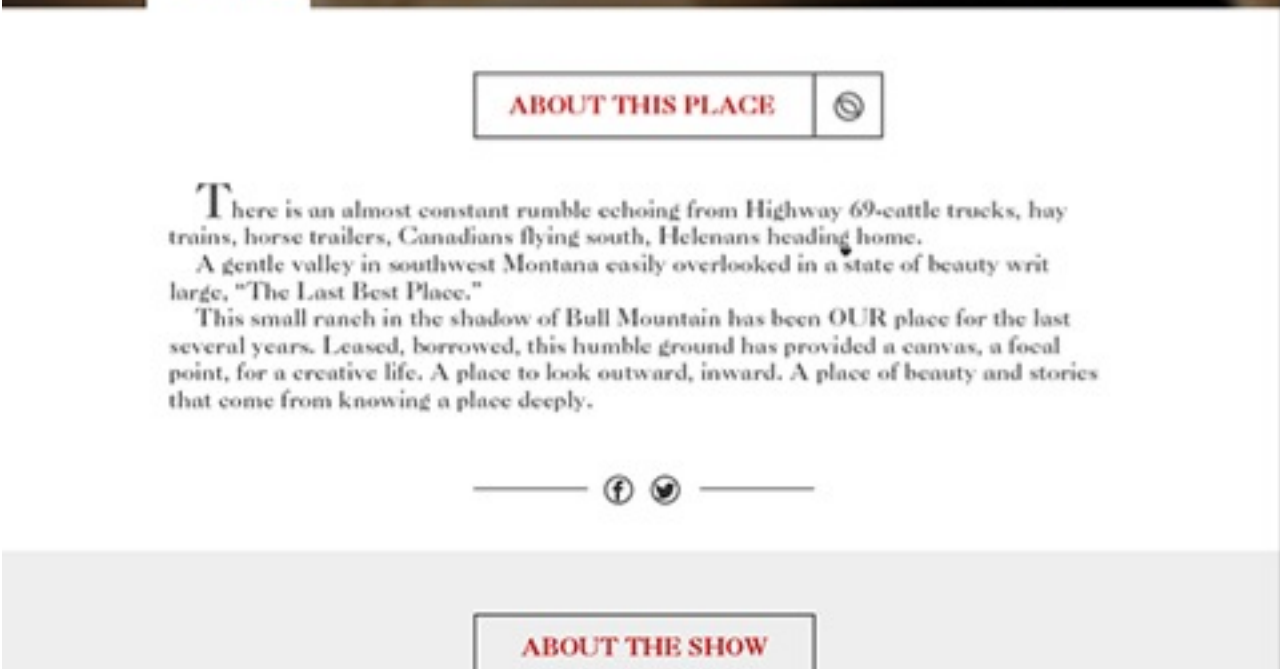 ABOUT THIS PLACE
There is an almost constant rumble echoing from Highway 69-cattle trucks, hay
trains, horse trailers, Canadians flying south, Helenans heading home.
A gentle valley in southwest Montana easily overlooked in a state of beauty writ
large, "The Last Best Place."
This small ranch in the shadow of Bull Mountain has been OUR place for the last
several years. Leased, borrowed, this humble ground has provided a canvas, a focal
point, for a creative life. A place to look outward, inward. A place of beauty and stories
that come from knowing a place deeply.
ABOUT THE SHOW